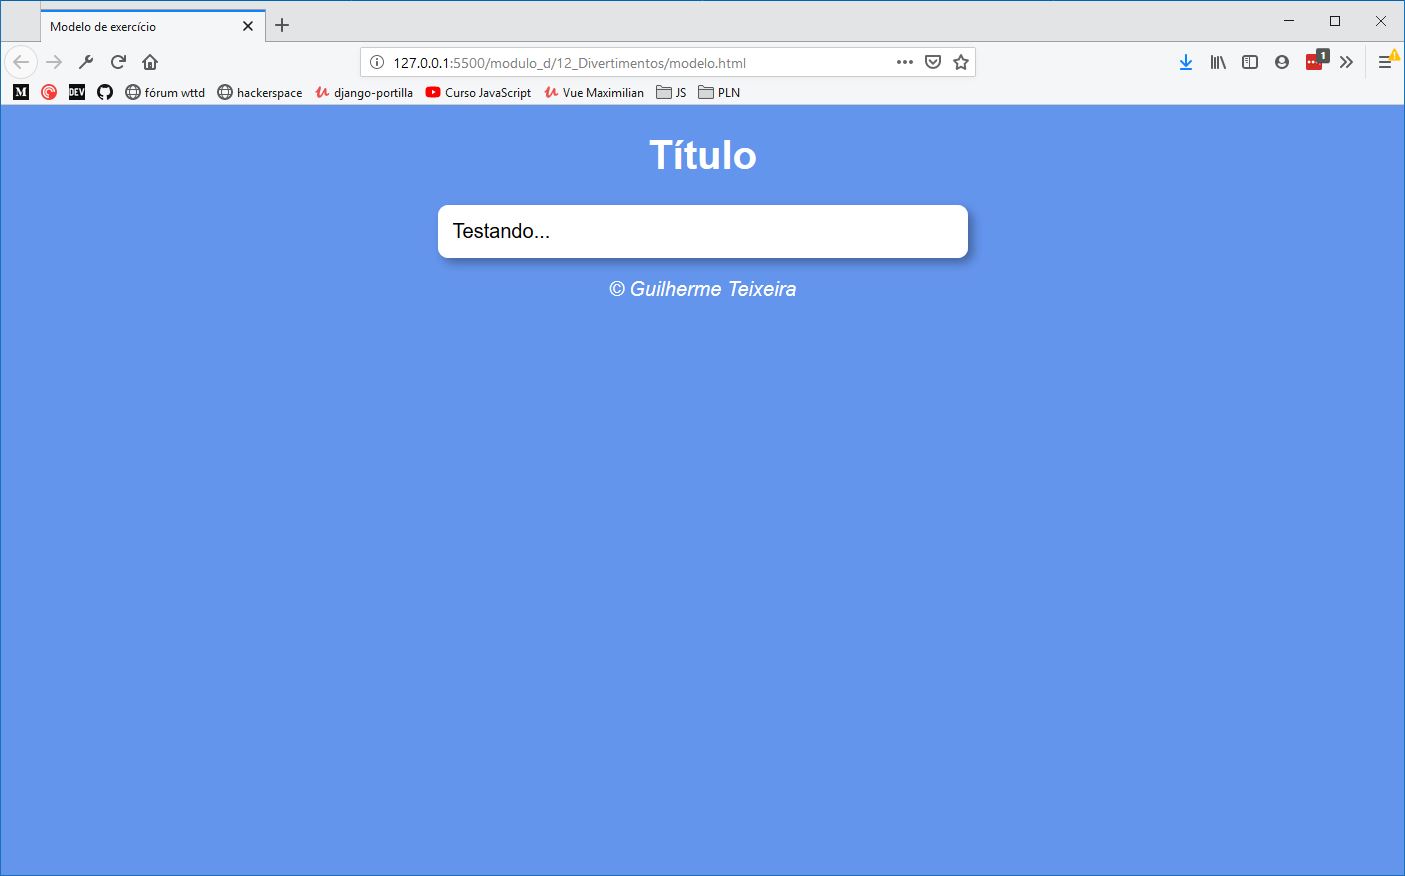 Modelo de exercício
127.0.0.1:5500/modulo_d/12_Divertimentos/modelo.html
1
M DEV fórum wttd hackerspace django-portilla Curso JavaScript Vue Maximilian JS PLN
Título
Testando...
© Guilherme Teixeira